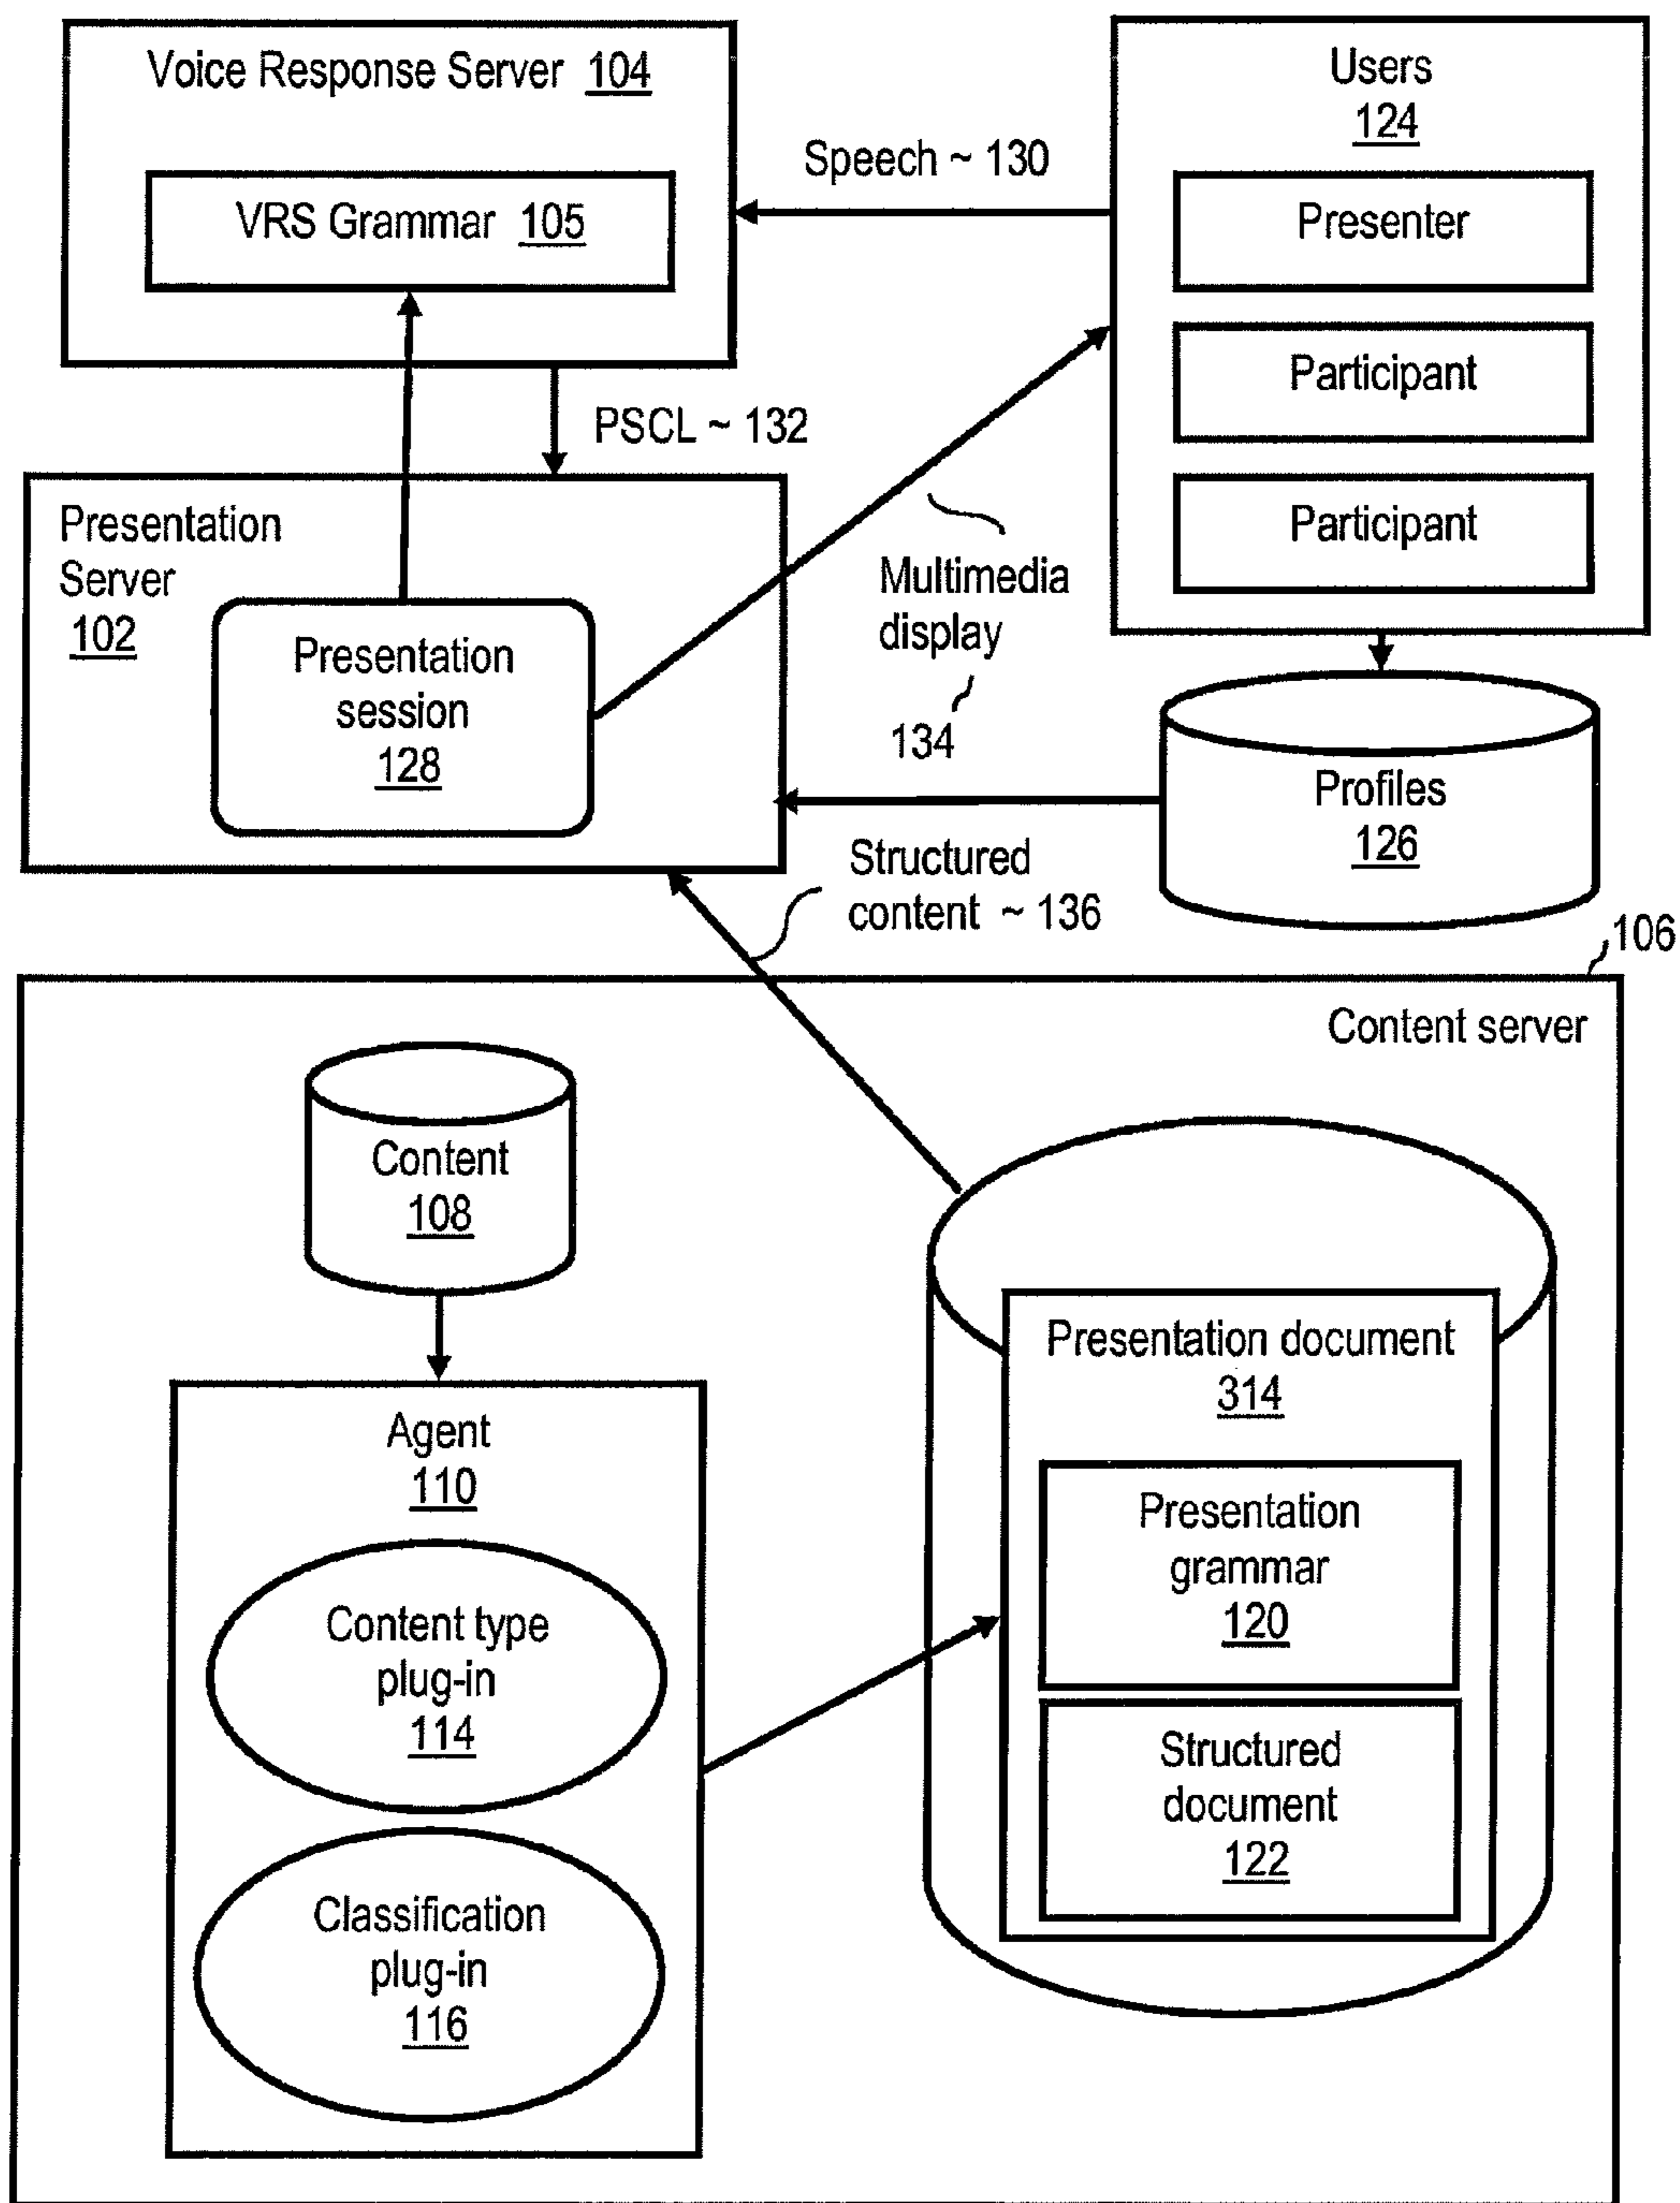 Voice Response Server 104
VRS Grammar 105
Speech ~ 130
Users
124
Presenter
Participant
Participant
PSCL ~ 132
Presentation
Server
102
Presentation
session
128
Multimedia
display
134
Profiles
126
Structured
content ~ 136
106
Content server
Content
108
Agent
110
Content type
plug-in
114
Classification
plug-in
116
Presentation document
314
Presentation
grammar
120
Structured
document
122